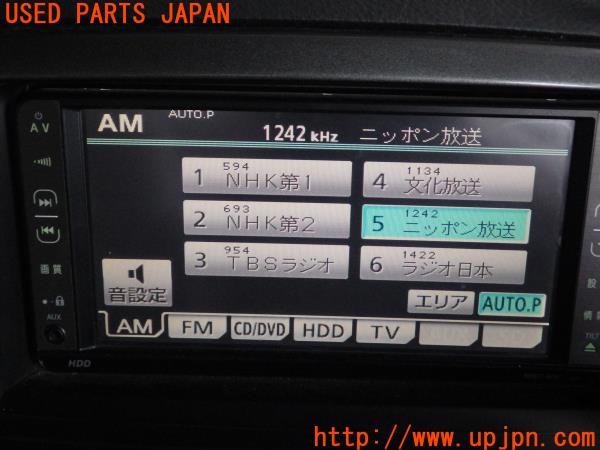 USED PARTS JAPAN
AV
AM
AUTO.P
1242 kHz ニッポン放送
594
1 NHK第1
1134
4 文化放送
693
2 NHK第2
1242
5 ニッポン放送
954
3 TBSラジオ
1422
6 ラジオ日本
画質
音設定
エリア
AUTO.P
AUX
AM
FM
CD/DVD
HDD
TV
TILT
HDD
http://www.upjpn.com